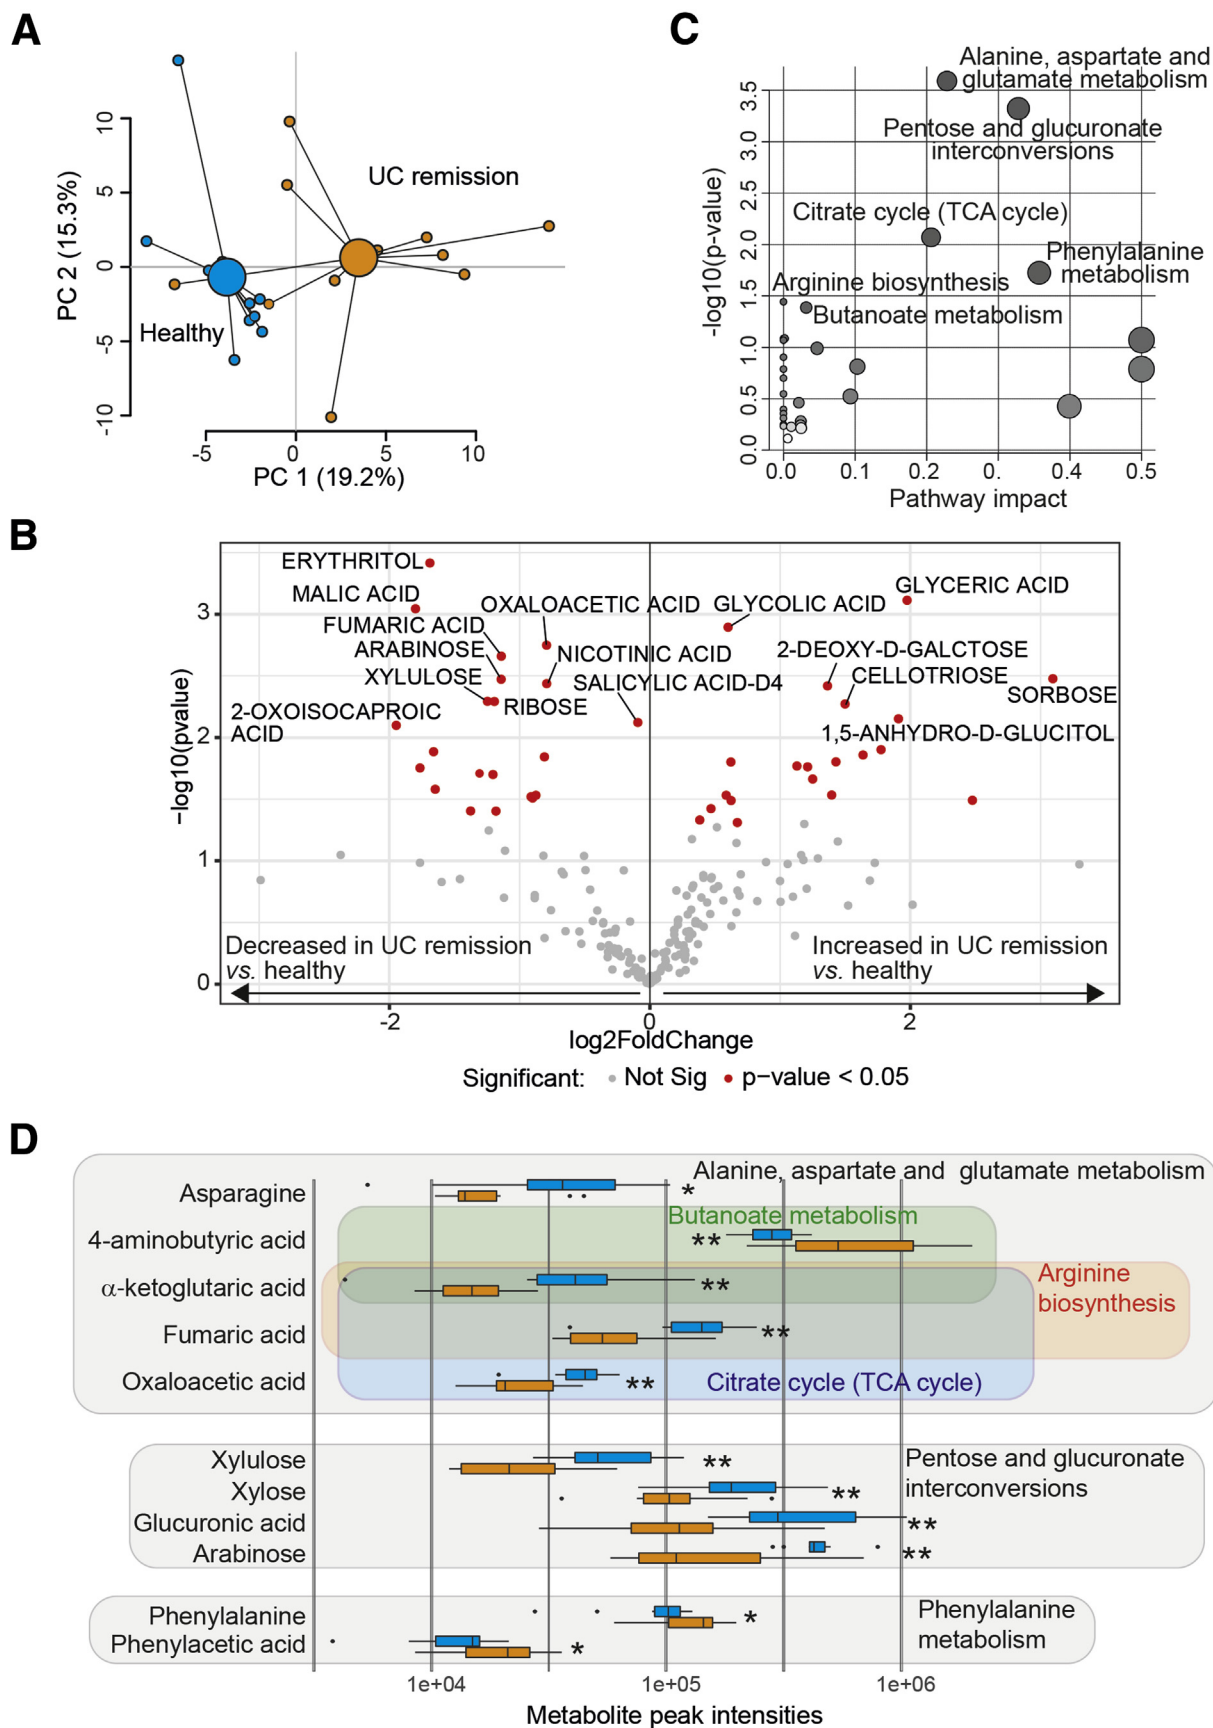 A
PC 2 (15.3%)
10
5
0
-5
-10
UC remission
Healthy
-5
0
5
10
PC 1 (19.2%)
C
-log10(p-value)
3.5
3.0
2.5
2.0
1.5
1.0
0.5
0.0
Alanine, aspartate and
glutamate metabolism
Pentose and glucuronate
interconversions
Citrate cycle (TCA cycle)
Phenylalanine
metabolism
Arginine biosynthesis
Butanoate metabolism
0.0
0.1
0.2
0.
0.4
0.5
Pathway impact
B
−log10(pvalue)
3
2
1
0
ERYTHRITOL
MALIC ACID
FUMARIC ACID
ARABINOSE
XYLULOSE
2-OXOISOCAPROIC
ACID
OXALOACETIC ACID
NICOTINIC ACID
SALICYLIC ACID-D4
RIBOSE
GLYCOLIC ACID
GLYCERIC ACID
2-DEOXY-D-GALCTOSE
CELLOTRIOSE
SORBOSE
1,5-ANHYDRO-D-GLUCITOL
Decreased in UC remission
vs. healthy
Increased in UC remission
vs. healthy
-2
0
2
log2FoldChange
Significant: Not Sig p−value < 0.05
D
Alanine, aspartate and glutamate metabolism
Asparagine *
Butanoate metabolism
4-aminobutyric acid **
α-ketoglutaric acid **
Arginine
biosynthesis
Fumaric acid **
Oxaloacetic acid ** Citrate cycle (TCA cycle)
Xylulose **
Pentose and glucuronate
interconversions
Xylose **
Glucuronic acid **
Arabinose **
Phenylalanine *
Phenylalanine
metabolism
Phenylacetic acid *
1e+04
1e+05
1e+06
Metabolite peak intensities